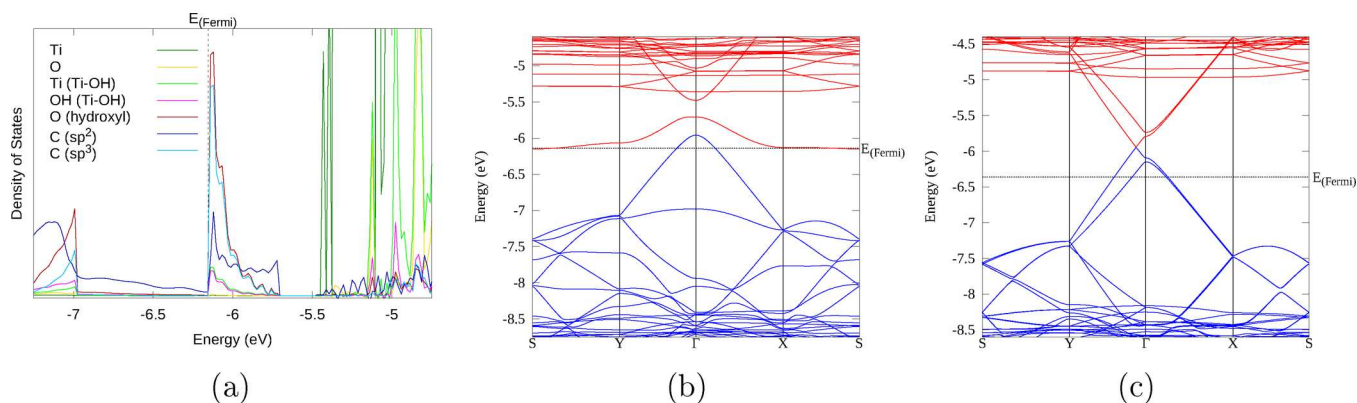 E(Fermi)
Ti
O
Ti (Ti-OH)
OH (Ti-OH)
O (hydroxyl)
C (sp2)
C (sp3)
Density of States
-7
-6.5
-6
-5.5
-5
Energy (eV)
(a)
-5
-5.5
-6
-6.5
-7
-7.5
-8
-8.5
Energy (eV)
E(Fermi)
S
Y
Γ
X
S
(b)
-4.5
-5
-5.5
-6
-6.5
-7
-7.5
-8
-8.5
Energy (eV)
E(Fermi)
S
Y
Γ
X
S
(c)